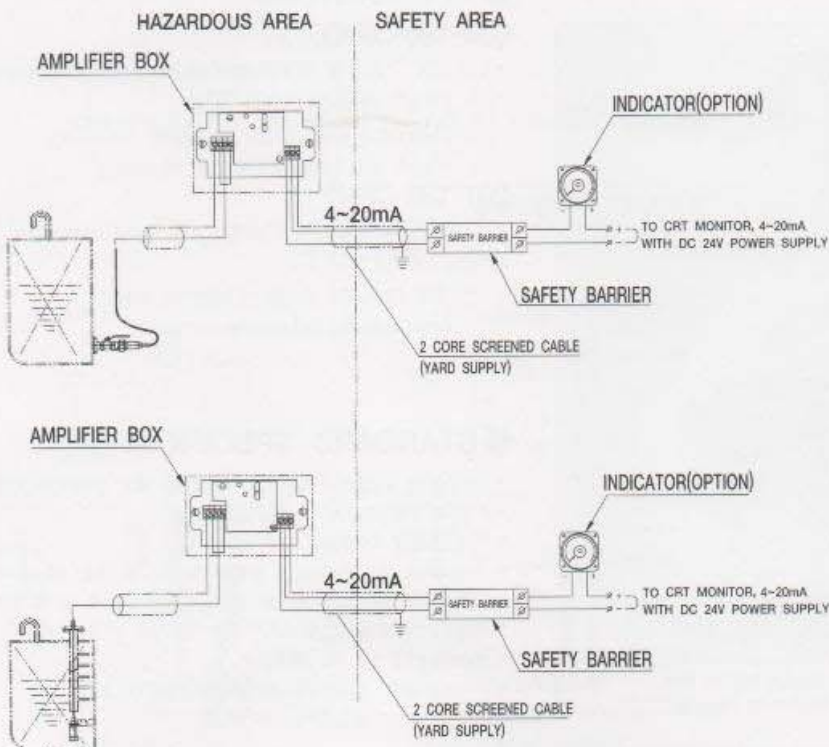 HAZARDOUS AREA
SAFETY AREA
AMPLIFIER BOX
INDICATOR(OPTION)
4~20mA
SAFETY BARRIER
TO CRT MONITOR, 4~20mA
WITH DC 24V POWER SUPPLY
SAFETY BARRIER
2 CORE SCREENED CABLE
(YARD SUPPLY)
AMPLIFIER BOX
INDICATOR(OPTION)
4~20mA
SAFETY BARRIER
TO CRT MONITOR, 4~20mA
WITH DC 24V POWER SUPPLY
SAFETY BARRIER
2 CORE SCREENED CABLE
(YARD SUPPLY)